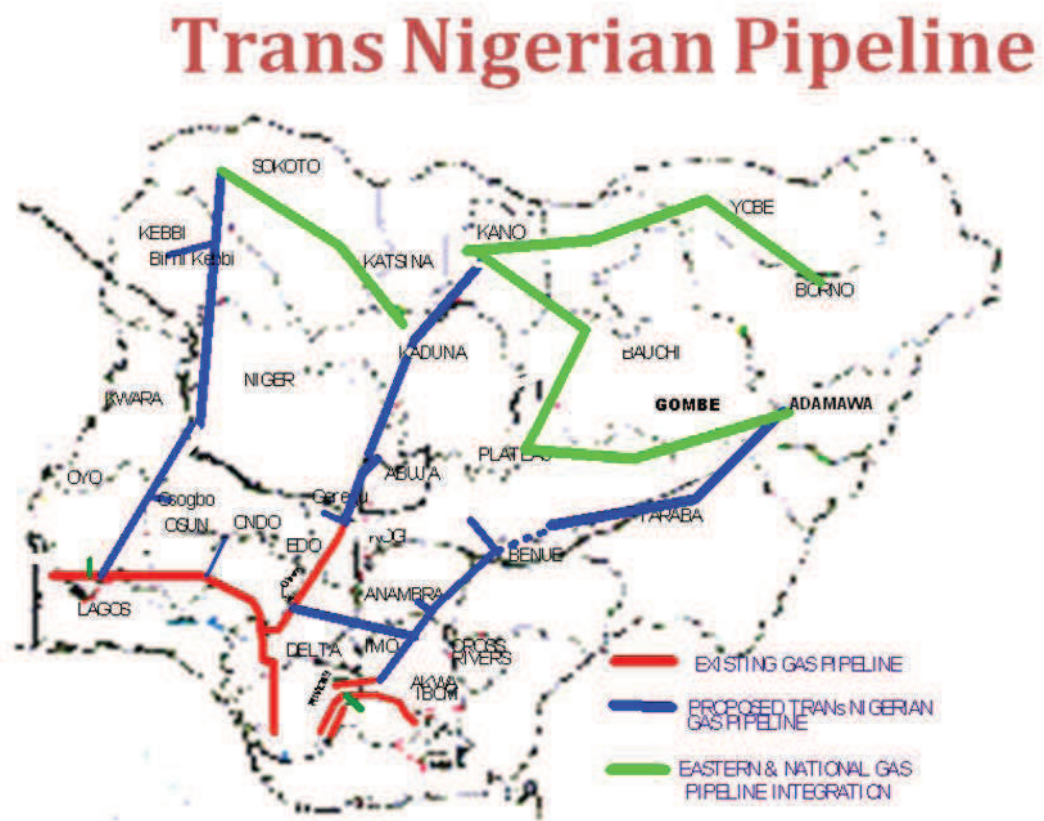 Trans Nigerian Pipeline
SOKOTO
YOBE
KEBBI
KANO
Birni Kebbi
KATSINA
BORNO
KADUNA
BAUCHI
NIGER
KWARA
GOMBE
ADAMAWA
PLATEAU
OYO
ABUJA
Osogbo
TARABA
OSUN
ONDO
EDO
BENUE
ANAMBRA
LAGOS
DELTA
IMO
CROSS
RIVERS
AKWA
IBOM
EXISTING GAS PIPELINE
PROPOSED TRANs NIGERIAN
GAS PIPELINE
EASTERN & NATIONAL GAS
PIPELINE INTEGRATION